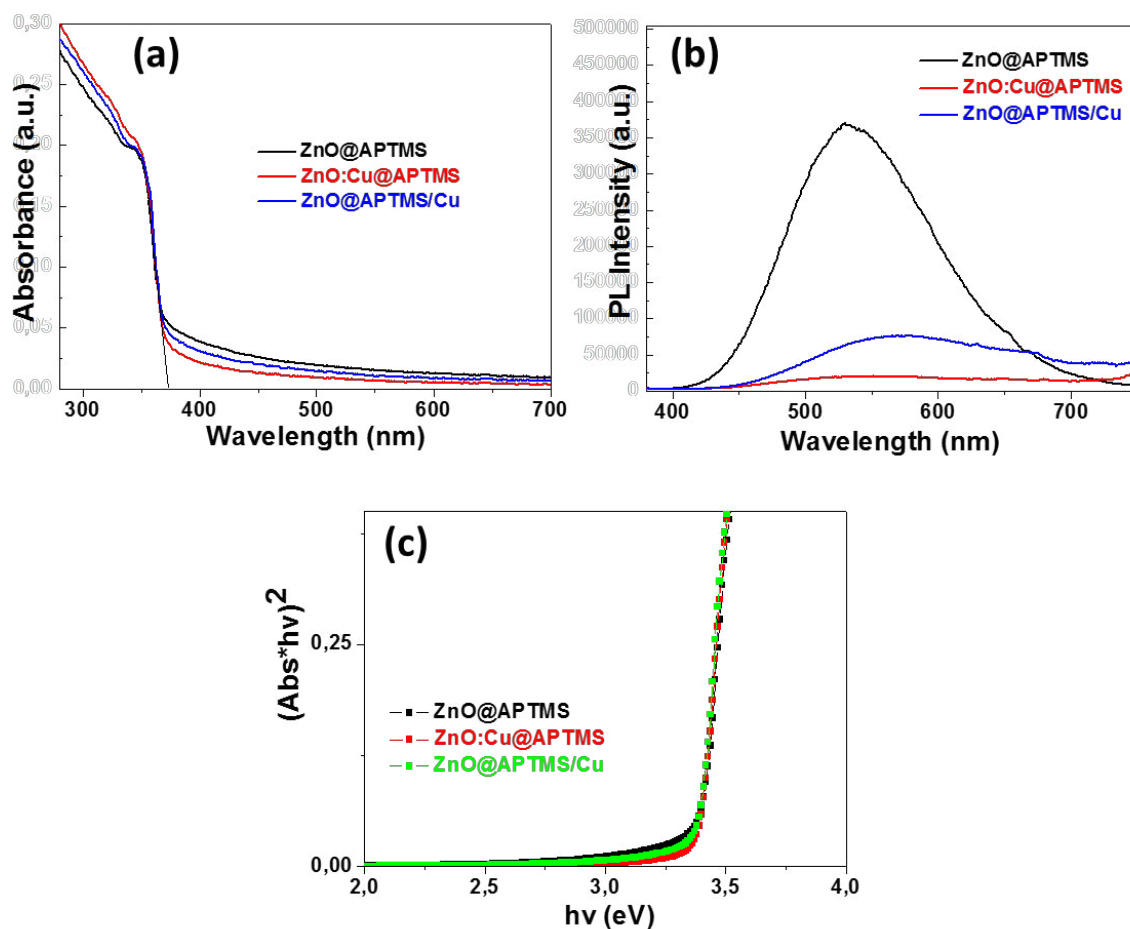 (a)
Absorbance (a.u.)
0,30
0,25
0,20
0,15
0,10
0,05
0,00
ZnO@APTMS
ZnO:Cu@APTMS
ZnO@APTMS/Cu
300 400 500 600 700
Wavelength (nm)
(b)
PL Intensity (a.u.)
500000
450000
400000
350000
300000
250000
200000
150000
100000
50000
0
ZnO@APTMS
ZnO:Cu@APTMS
ZnO@APTMS/Cu
400 500 600 700
Wavelength (nm)
(c)
(Abs*hν)²
0,25
0,00
ZnO@APTMS
ZnO:Cu@APTMS
ZnO@APTMS/Cu
2,0 2,5 3,0 3,5 4,0
hν (eV)